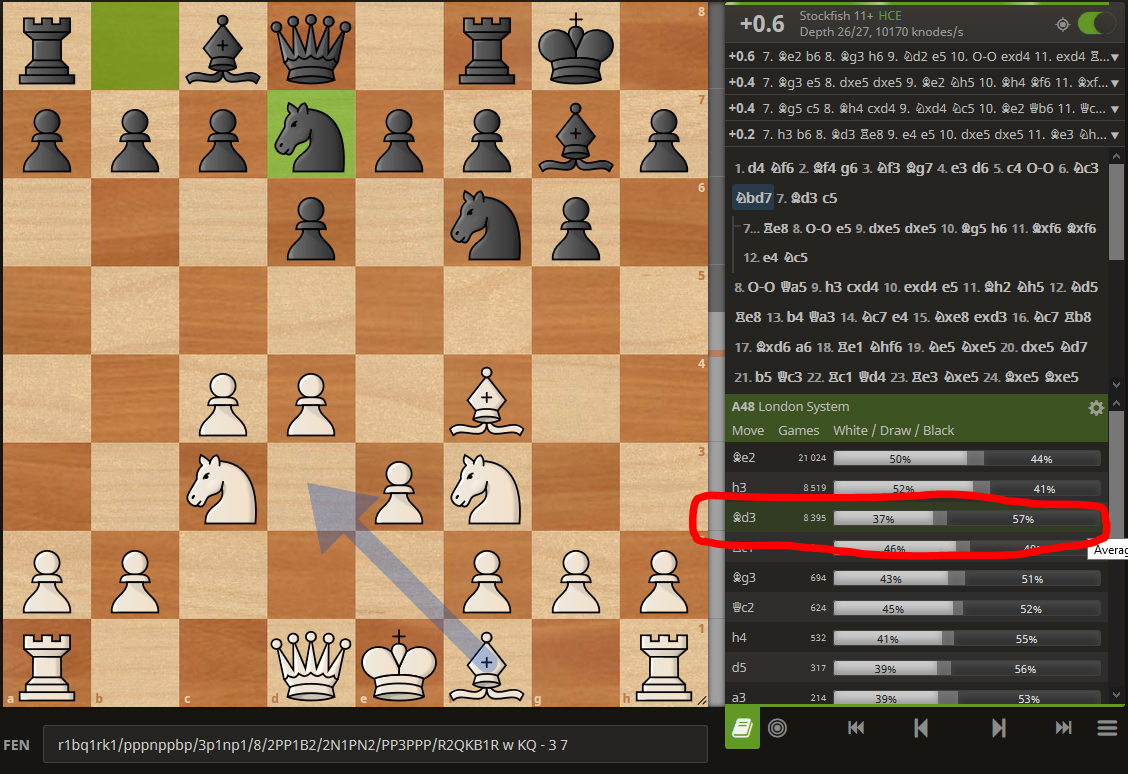 8
7
6
5
4
3
1
a b c d e f g h
FEN r1bq1rk1/pppnppbp/3p1np1/8/2PP1B2/2N1PN2/PP3PPP/R2QKB1R w KQ - 3 7
+0.6 Stockfish 11+ HCE
Depth 26/27, 10170 knodes/s
+0.6 7. ♗e2 b6 8. ♗g3 h6 9. ♘d2 e5 10. O-O exd4 11. exd4 ♖...
+0.4 7. ♗g3 e5 8. dxe5 dxe5 9. ♗e2 ♘h5 10. ♗h4 ♗f6 11. ♗xf...
+0.4 7. ♗g5 c5 8. ♗h4 cxd4 9. ♘xd4 ♘c5 10. ♗e2 ♕b6 11. ♕c...
+0.2 7. h3 b6 8. ♗d3 ♖e8 9. e4 e5 10. dxe5 dxe5 11. ♗e3 ♘h...
1. d4 ♘f6 2. ♗f4 g6 3. ♘f3 ♗g7 4. e3 d6 5. c4 O-O 6. ♘c3
♘bd7 7. ♗d3 c5
7... ♖e8 8. O-O e5 9. dxe5 dxe5 10. ♗g5 h6 11. ♗xf6 ♗xf6
12. e4 ♘c5
8. O-O ♕a5 9. h3 cxd4 10. exd4 e5 11. ♗h2 ♘h5 12. ♘d5
♖e8 13. b4 ♕a3 14. ♘c7 e4 15. ♘xe8 exd3 16. ♘c7 ♖b8
17. ♗xd6 a6 18. ♖e1 ♘hf6 19. ♘e5 ♘xe5 20. dxe5 ♘d7
21. b5 ♕c3 22. ♖c1 ♕d4 23. ♖e3 ♘xe5 24. ♗xe5 ♗xe5
A48 London System
Move Games White / Draw / Black
♗e2 21 024 50% 44%
h3 8 519 52% 41%
♗d3 8 395 37% 57%
46%
Averag
♗g3 694 43% 51%
♕c2 624 45% 52%
h4 532 41% 55%
d5 317 39% 56%
a3 214 39% 53%